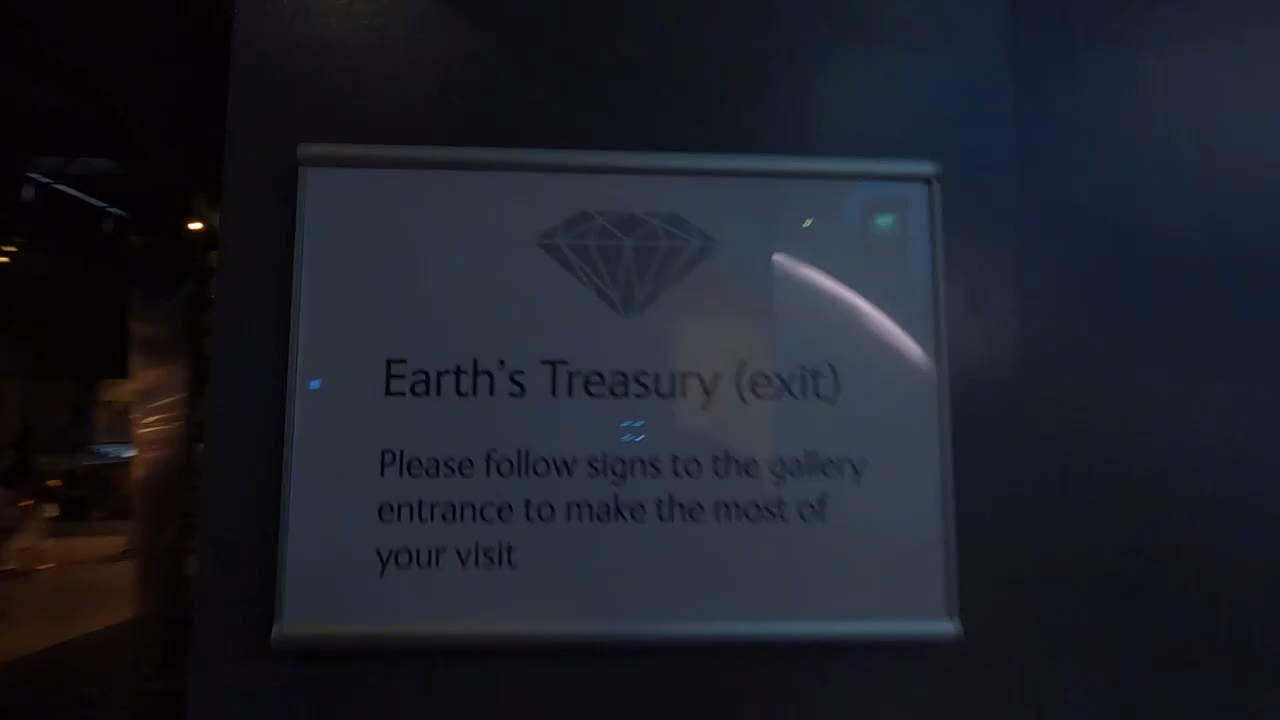 Earth's Treasury (exit)
Please follow signs to the gallery
entrance to make the most of
your visit